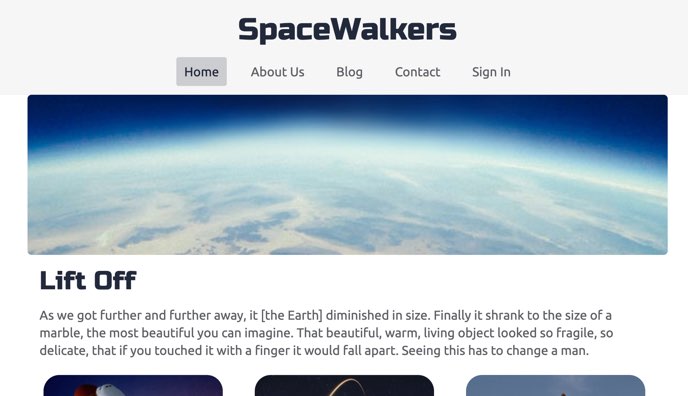 SpaceWalkers
Home About Us Blog Contact Sign In
Lift Off
As we got further and further away, it [the Earth] diminished in size. Finally it shrank to the size of a
marble, the most beautiful you can imagine. That beautiful, warm, living object looked so fragile, so
delicate, that if you touched it with a finger it would fall apart. Seeing this has to change a man.